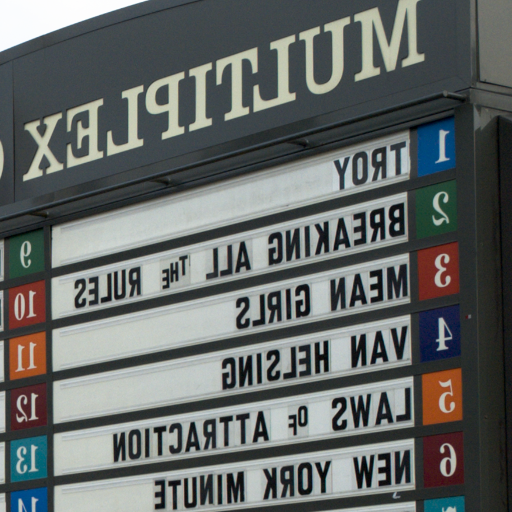 MULTIPLEX
1 TROY
2 BREAKING ALL THE RULES
3 MEAN GIRLS
4 VAN HELSING
5 LAWS OF ATTRACTION
6 NEW YORK MINUTE
9
10
11
12
13
14